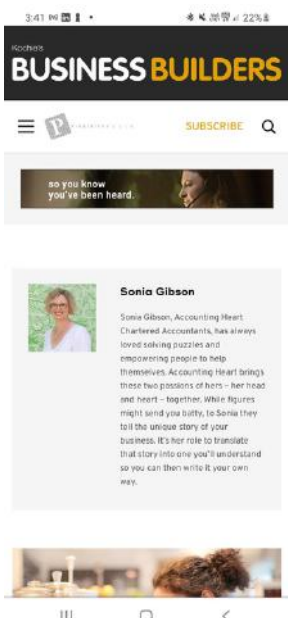 3:41
22%
Kochie's
BUSINESS BUILDERS
SUBSCRIBE
so you know
you've been heard.
Sonia Gibson
Sonia Gibson, Accounting Heart
Chartered Accountants, has always
loved solving puzzles and
empowering people to help
themselves. Accounting Heart brings
these two passions of hers – her head
and heart – together. While figures
might send you batty, to Sonia they
tell the unique story of your
business. It's her role to translate
that story into one you'll understand
so you can then write it your own
way.